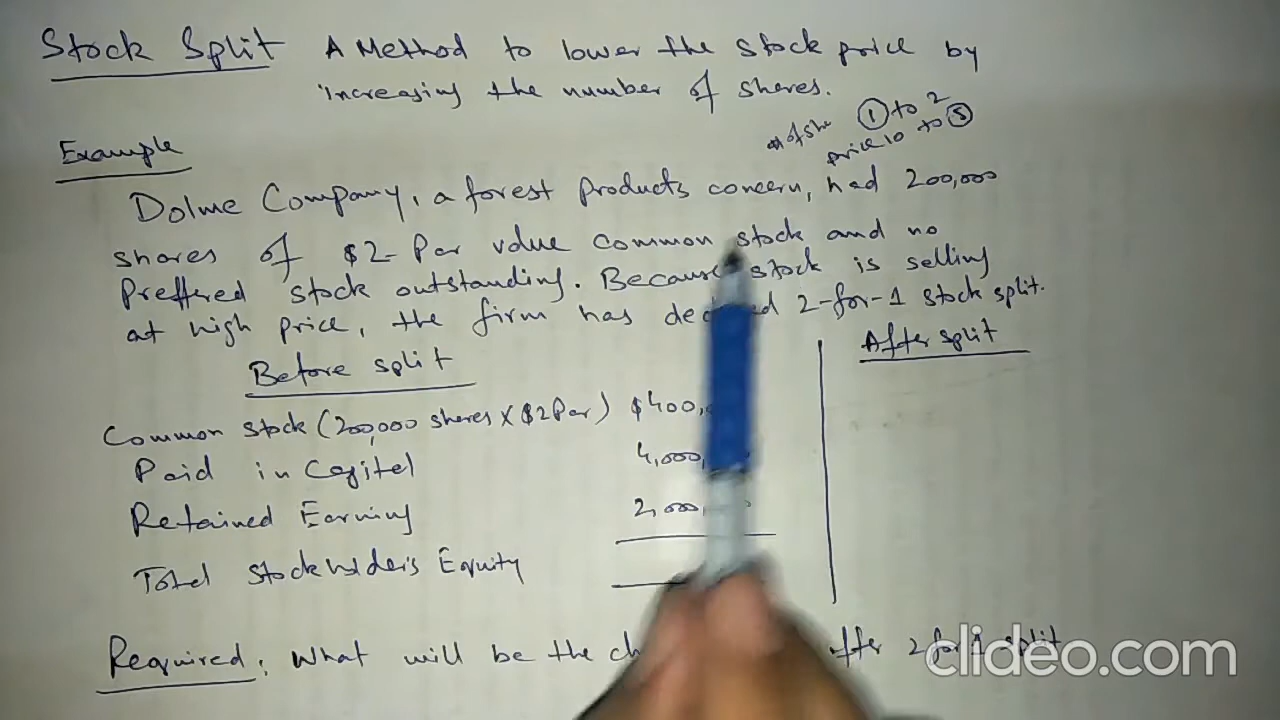 Stock Split A Method to lower the stock price by
increasing the number of shares.
# of sha 1 to 2
price 10 to 5
Example
Dolme Company, a forest products concern, had 200,000
shares of $2-Par value common stock and no
Preffered stock outstanding. Because stock is selling
at high price, the firm has 2-for-1 stock split.
Before split
After split
Common stock (200,000 shares X $2 Par) $400,
Paid in Capital 4,000,
Retained Earning 2,000,
Total Stockholder's Equity
Required: What will be the after 2 for 1 split
clideo.com